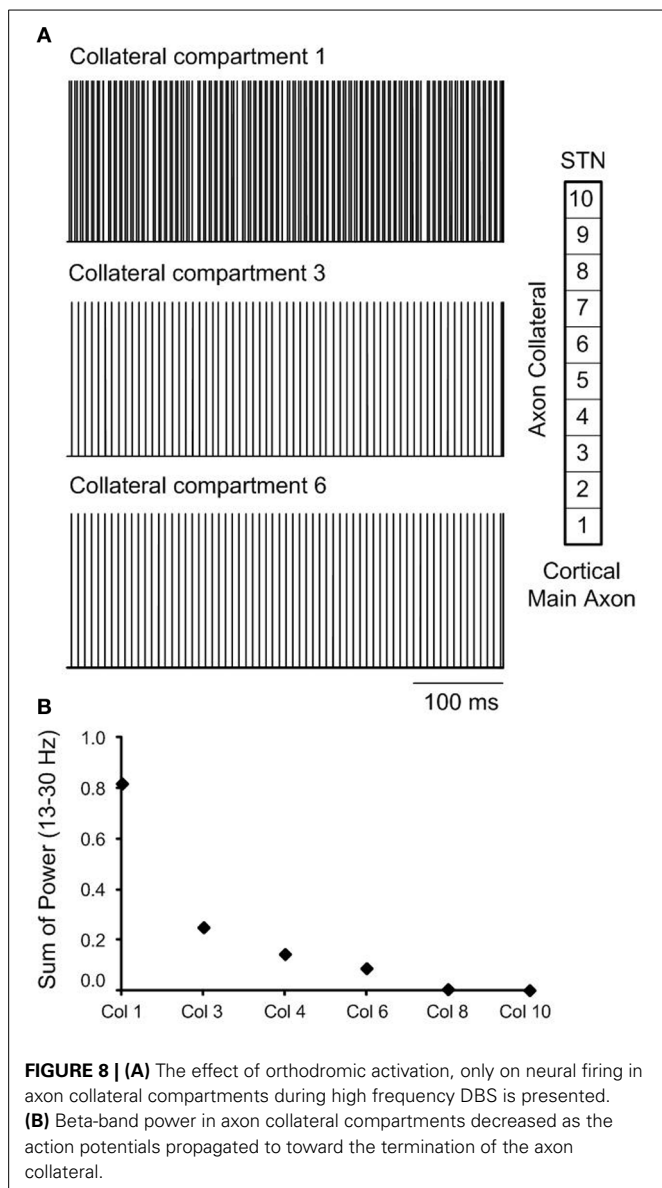 A
Collateral compartment 1
Collateral compartment 3
Collateral compartment 6
100 ms
STN
10
9
8
7
6
5
4
3
2
1
Axon Collateral
Cortical
Main Axon
B
Sum of Power (13-30 Hz)
1.0
0.8
0.6
0.4
0.2
0.0
Col 1 Col 3 Col 4 Col 6 Col 8 Col 10
FIGURE 8 | (A) The effect of orthodromic activation, only on neural firing in
axon collateral compartments during high frequency DBS is presented.
(B) Beta-band power in axon collateral compartments decreased as the
action potentials propagated to toward the termination of the axon
collateral.